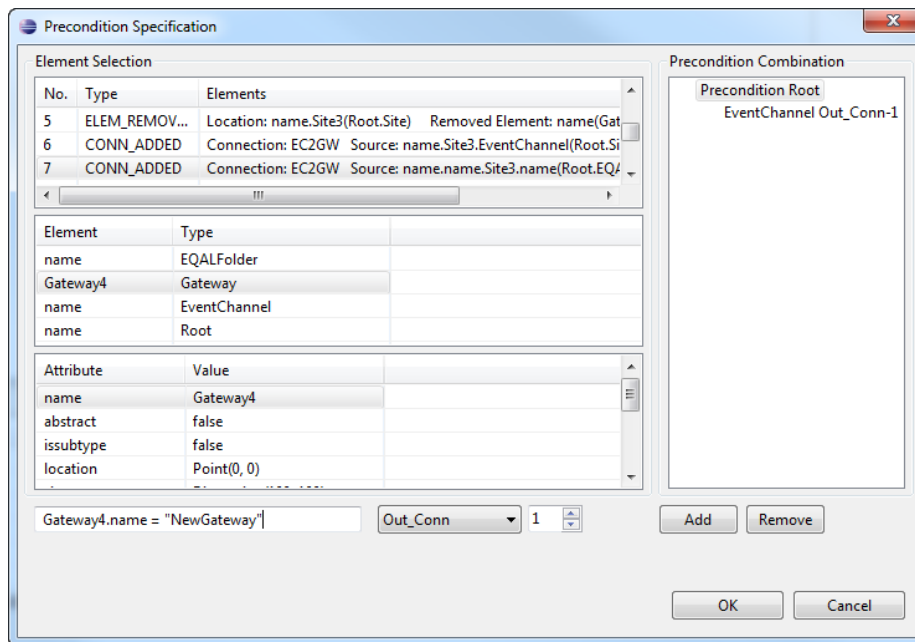 Precondition Specification
Element Selection
No. Type Elements
5 ELEM_REMOV... Location: name.Site3(Root.Site) Removed Element: name(Gat
6 CONN_ADDED Connection: EC2GW Source: name.Site3.EventChannel(Root.Si
7 CONN_ADDED Connection: EC2GW Source: name.name.Site3.name(Root.EQA
Element Type
name EQALFolder
Gateway4 Gateway
name EventChannel
name Root
Attribute Value
name Gateway4
abstract false
issubtype false
location Point(0, 0)
Gateway4.name = "NewGateway"
Out_Conn 1
Precondition Combination
Precondition Root
EventChannel Out_Conn-1
Add Remove
OK Cancel